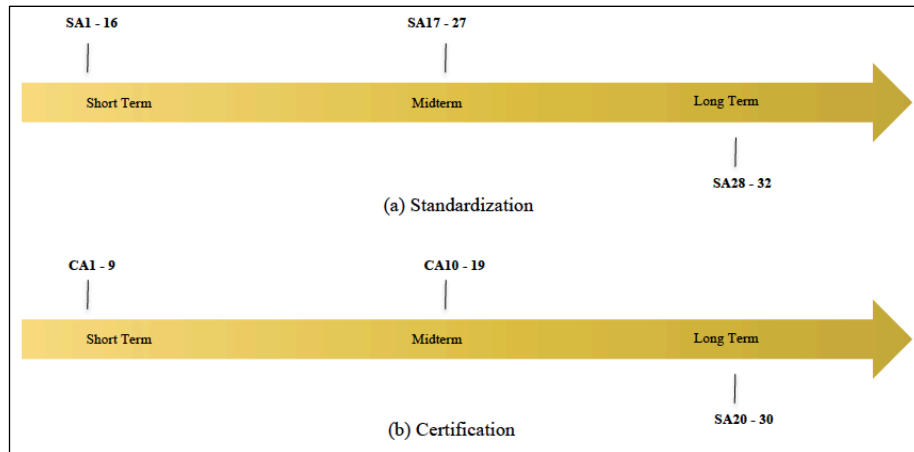 SA1 - 16 SA17 - 27
Short Term Midterm Long Term
SA28 - 32
(a) Standardization
CA1 - 9 CA10 - 19
Short Term Midterm Long Term
SA20 - 30
(b) Certification